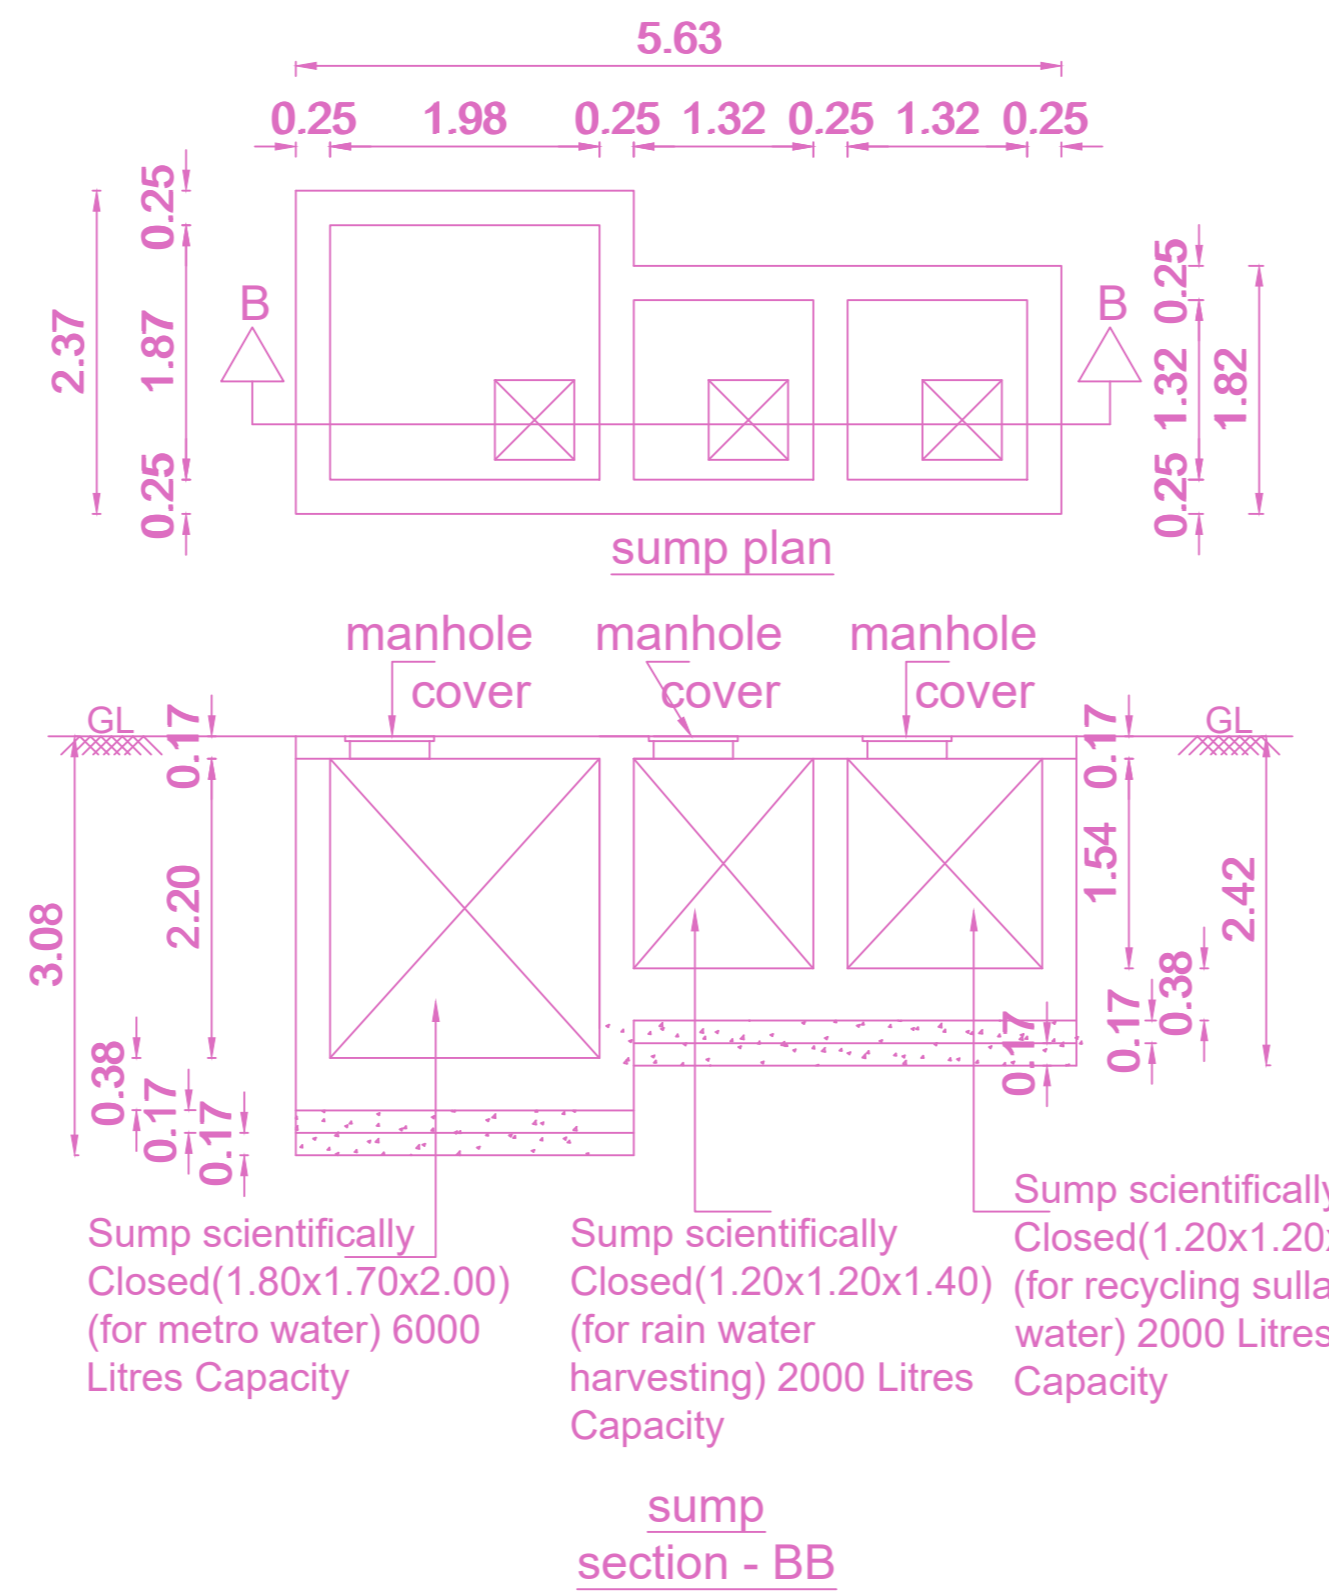 5.63
0.25 1.98 0.25 1.32 0.25 1.32 0.25
0.25
1.87
0.25
2.37
B
B
0.25
1.32
0.25
1.82
sump plan
manhole
cover
manhole
cover
manhole
cover
GL
GL
0.17
2.20
3.08
0.38
0.17
0.17
0.17
1.54
2.42
0.38
0.17
0.17
Sump scientifically
Closed(1.80x1.70x2.00)
(for metro water) 6000
Litres Capacity
Sump scientifically
Closed(1.20x1.20x1.40)
(for rain water
harvesting) 2000 Litres
Capacity
Sump scientifically
Closed(1.20x1.20x
(for recycling sulla
water) 2000 Litres
Capacity
sump
section - BB